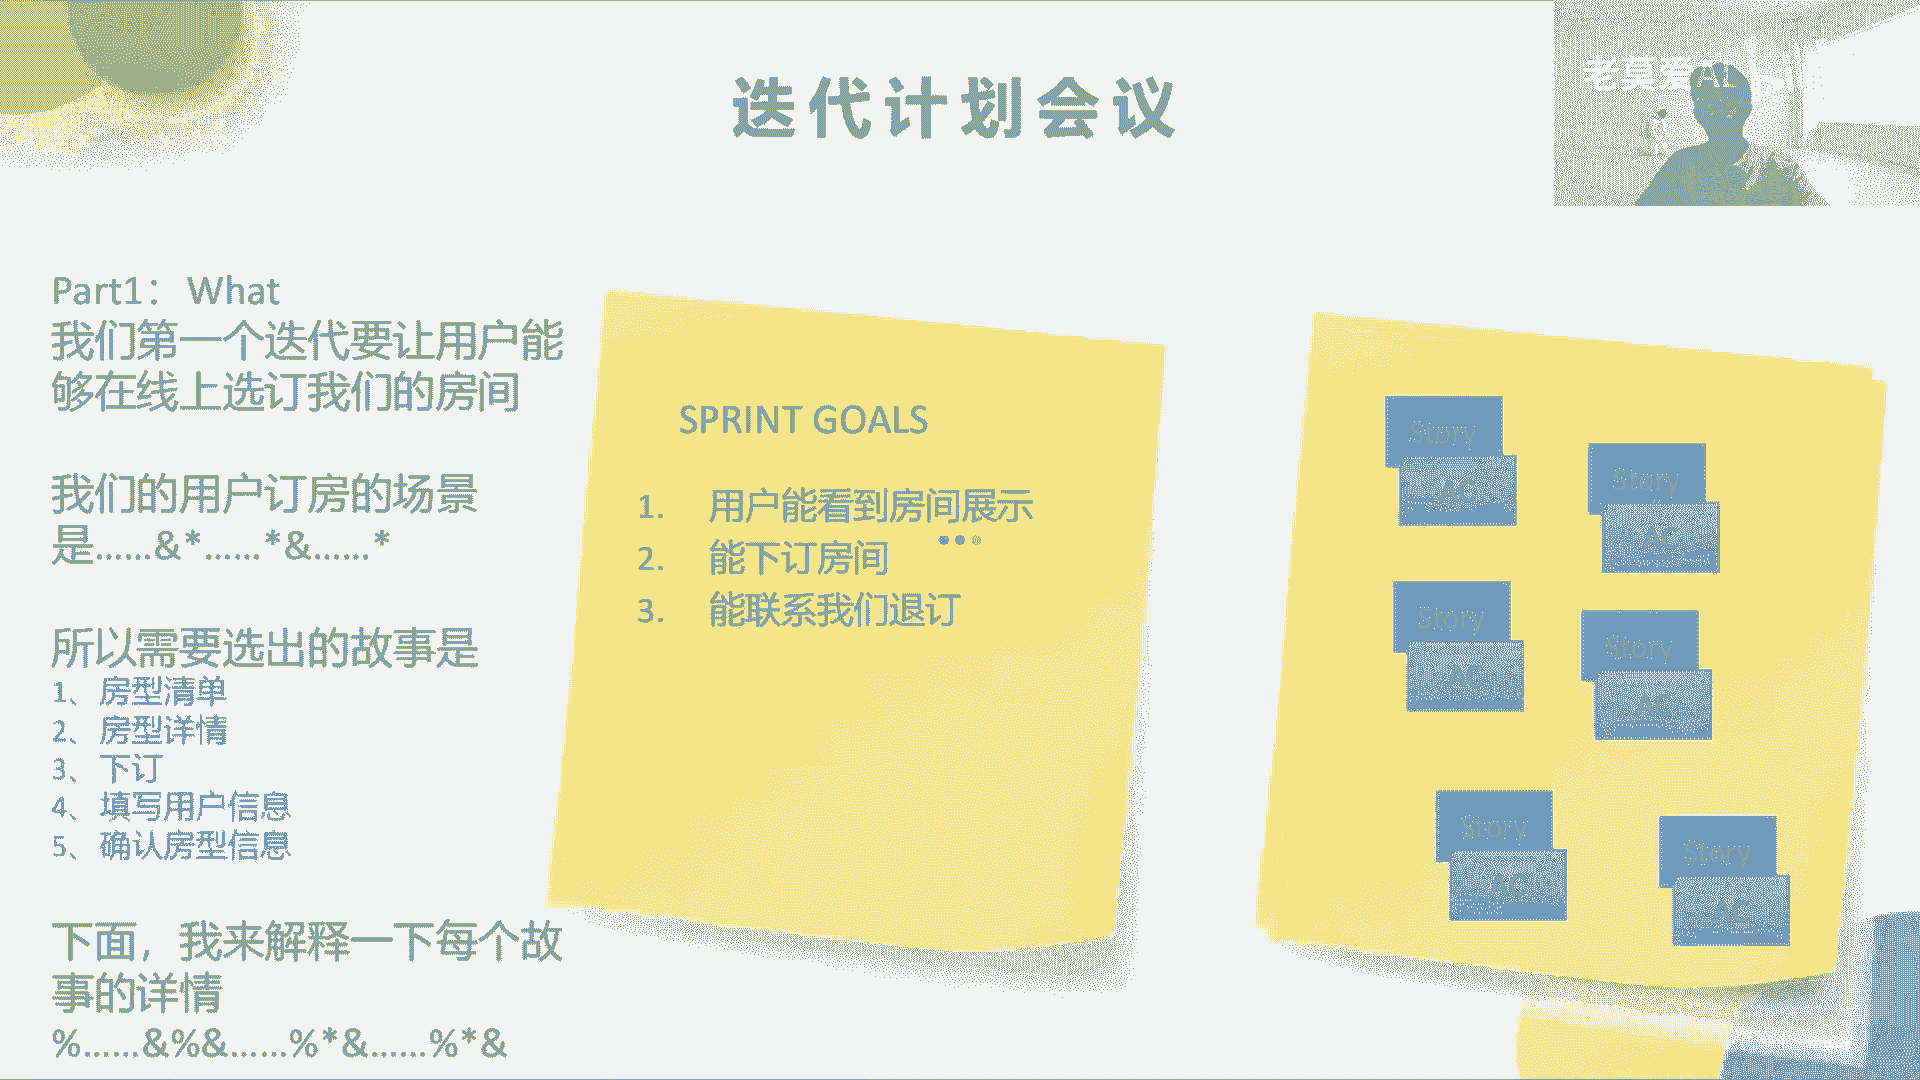 迭代计划会议
老莫爱AI
Part1： What
我们第一个迭代要让用户能
够在线上选订我们的房间
我们的用户订房的场景
是……&*……*&……*
所以需要选出的故事是
1、房型清单
2、房型详情
3、下订
4、填写用户信息
5、确认房型信息
下面，我来解释一下每个故
事的详情
%……&%&……%*&……%*&
SPRINT GOALS
1. 用户能看到房间展示
2. 能下订房间
3. 能联系我们退订
Story
AC
Story
AC
Story
AC
Story
AC
Story
AC
Story
AC